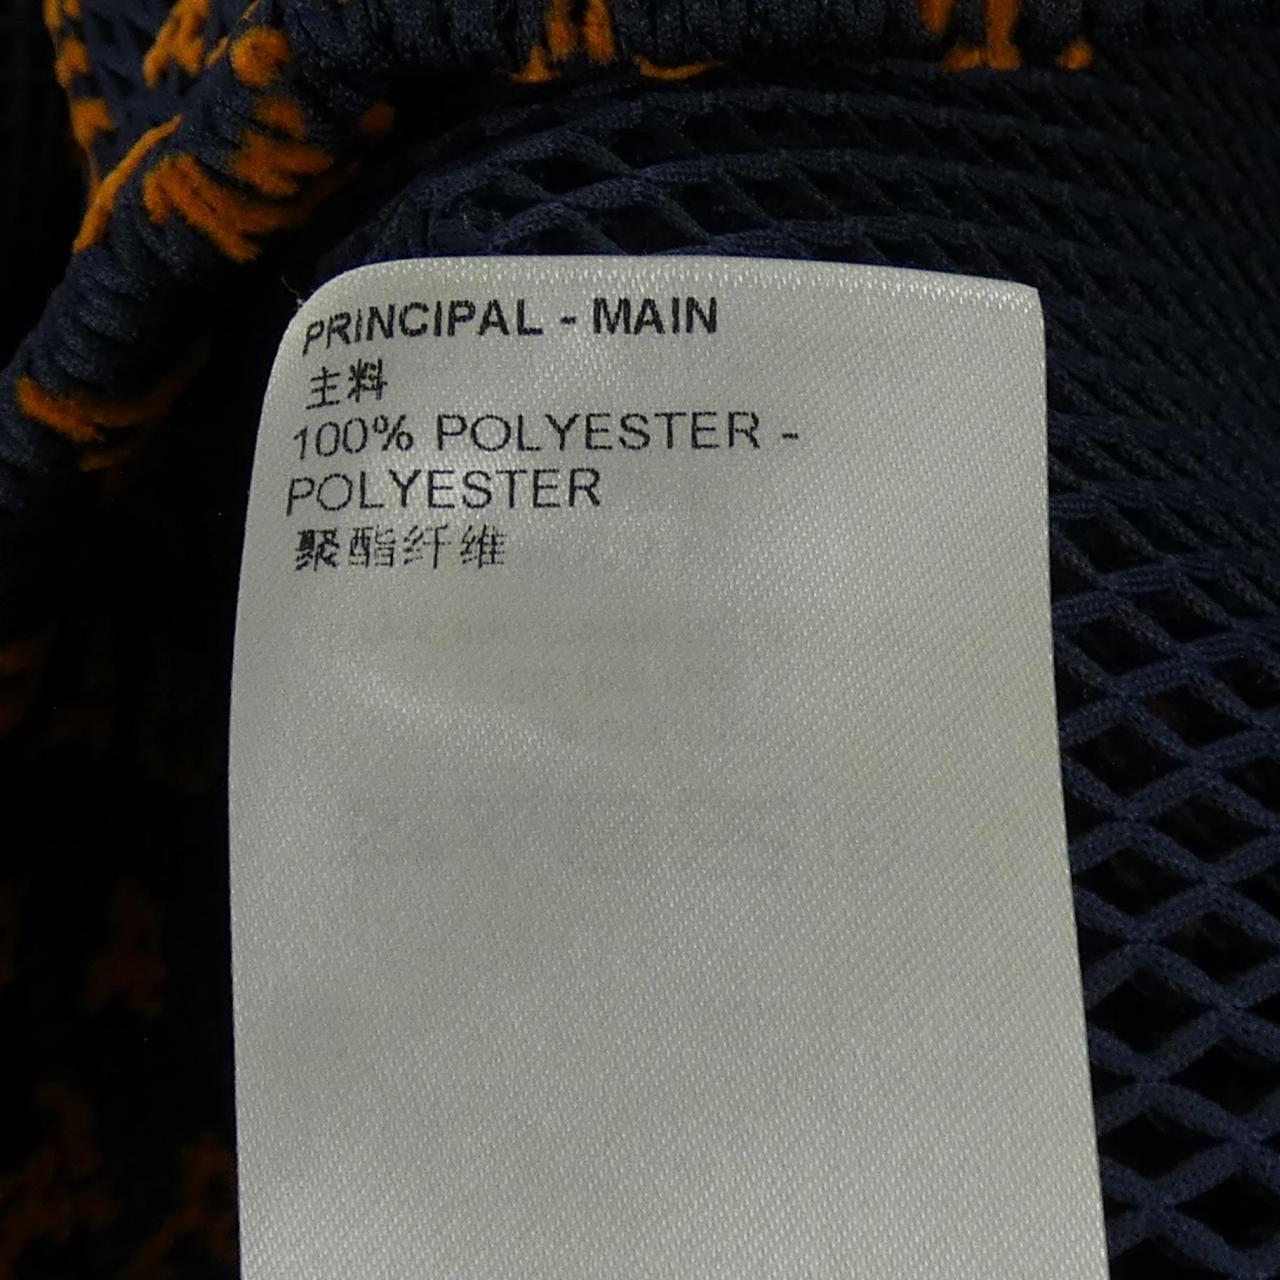 PRINCIPAL - MAIN
主料
100% POLYESTER -
POLYESTER
聚酯纤维